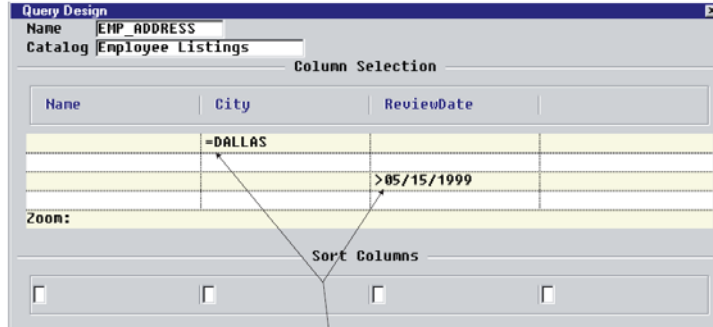 Query Design
Name EMP_ADDRESS
Catalog Employee Listings
Column Selection
Name City ReviewDate
=DALLAS
>05/15/1999
Zoom:
Sort Columns